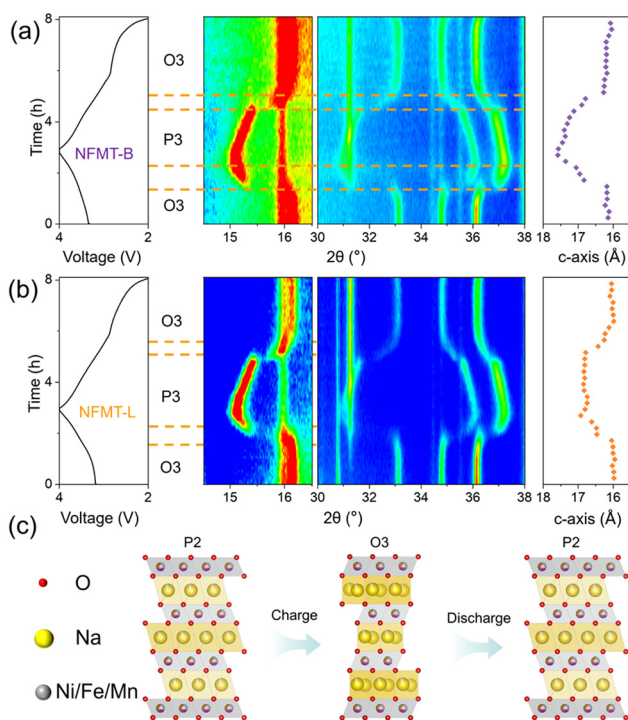 (a)
8
4
0
Time (h)
NFMT-B
4 2
Voltage (V)
O3
P3
O3
15 16 30 32 34 36 38
2θ (°)
18 17 16
c-axis (Å)
(b)
8
4
0
Time (h)
NFMT-L
4 2
Voltage (V)
O3
P3
O3
15 16 30 32 34 36 38
2θ (°)
18 17 16
c-axis (Å)
(c)
P2 O3 P2
O
Na
Ni/Fe/Mn
Charge
Discharge